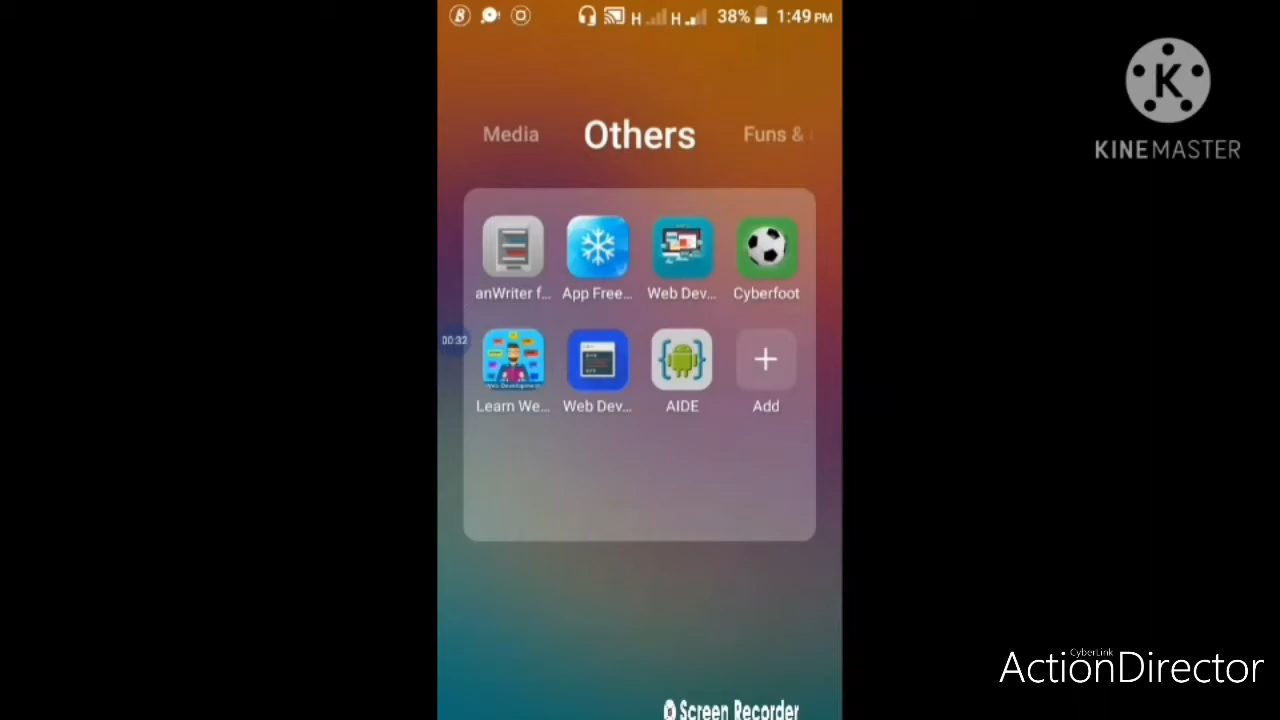 H H 38% 1:49 PM
K
KINEMASTER
Media Others Funs &
anWriter f... App Free... Web Dev... Cyberfoot
00:32
Learn We... Web Dev... AIDE Add
CyberLink
ActionDirector
Screen Recorder